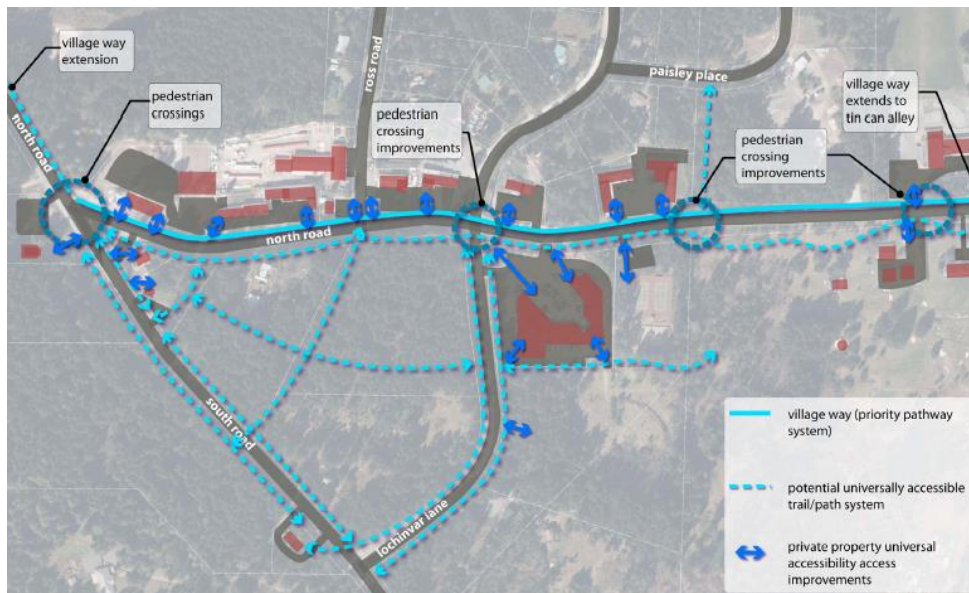 village way
extension
pedestrian
crossings
north road
ross road
pedestrian
crossing
improvements
paisley place
pedestrian
crossing
improvements
village way
extends to
tin can alley
north road
south road
lochinvar lane
village way (priority pathway
system)
potential universally accessible
trail/path system
private property universal
accessibility access
improvements